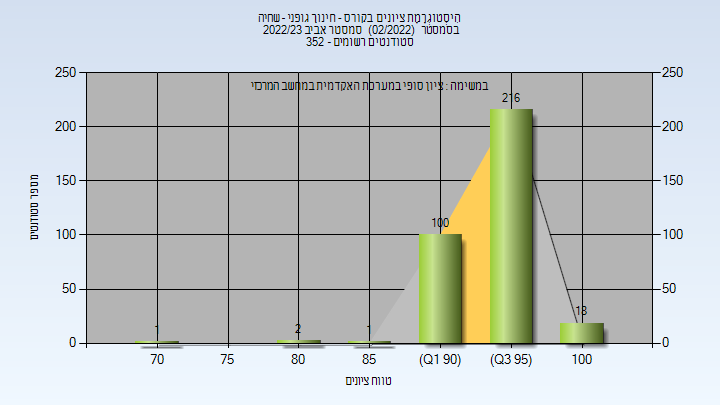 היסטוגרמת ציונים בקורס - חינוך גופני - שחיה
בסמסטר (02/2022) סמסטר אביב 2022/23
סטודנטים רשומים - 352
במשימה : ציון סופי במערכת האקדמית במחשב המרכזי
250 250
200 200
150 150
100 100
50 50
0 0
1 2 1 100 216 18
70 75 80 85 (Q1 90) (Q3 95) 100
מספר סטודנטים
טווח ציונים